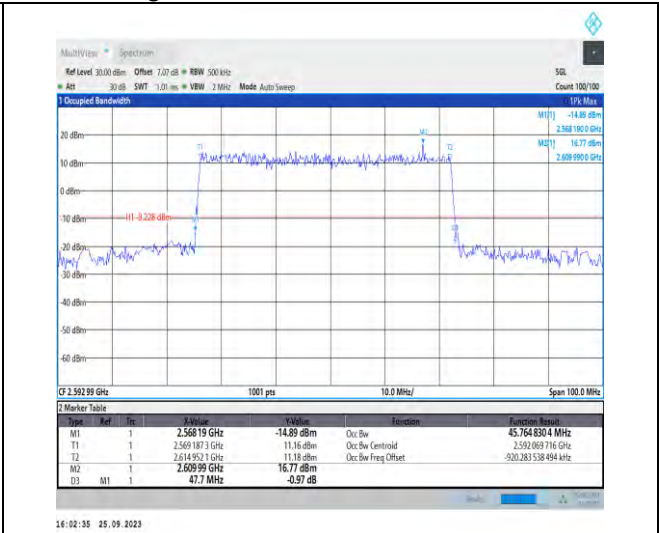 MultiView Spectrum
Ref Level 30.00 dBm Offset 7.07 dB RBW 500 kHz SGL
Att 30 dB SWT 1.01 ms VBW 2 MHz Mode Auto Sweep Count 100/100
1 Occupied Bandwidth 1Pk Max
M1[1] -14.89 dBm
2.568 190 0 GHz
M2[1] 16.77 dBm
2.609 990 0 GHz
20 dBm
M2
T1 T2
10 dBm
0 dBm
-10 dBm H1 -9.228 dBm
-20 dBm
-30 dBm
-40 dBm
-50 dBm
-60 dBm
CF 2.592 99 GHz 1001 pts 10.0 MHz/ Span 100.0 MHz
2 Marker Table
Type Ref Trc X-Value Y-Value Function Function Result
M1 1 2.568 19 GHz -14.89 dBm Occ Bw 45.764 830 4 MHz
T1 1 2.569 187 3 GHz 11.16 dBm Occ Bw Centroid 2.592 069 716 GHz
T2 1 2.614 952 1 GHz 11.18 dBm Occ Bw Freq Offset -920.283 538 494 kHz
M2 1 2.609 99 GHz 16.77 dBm
D3 M1 1 47.7 MHz -0.97 dB
16:02:35 25.09.2023